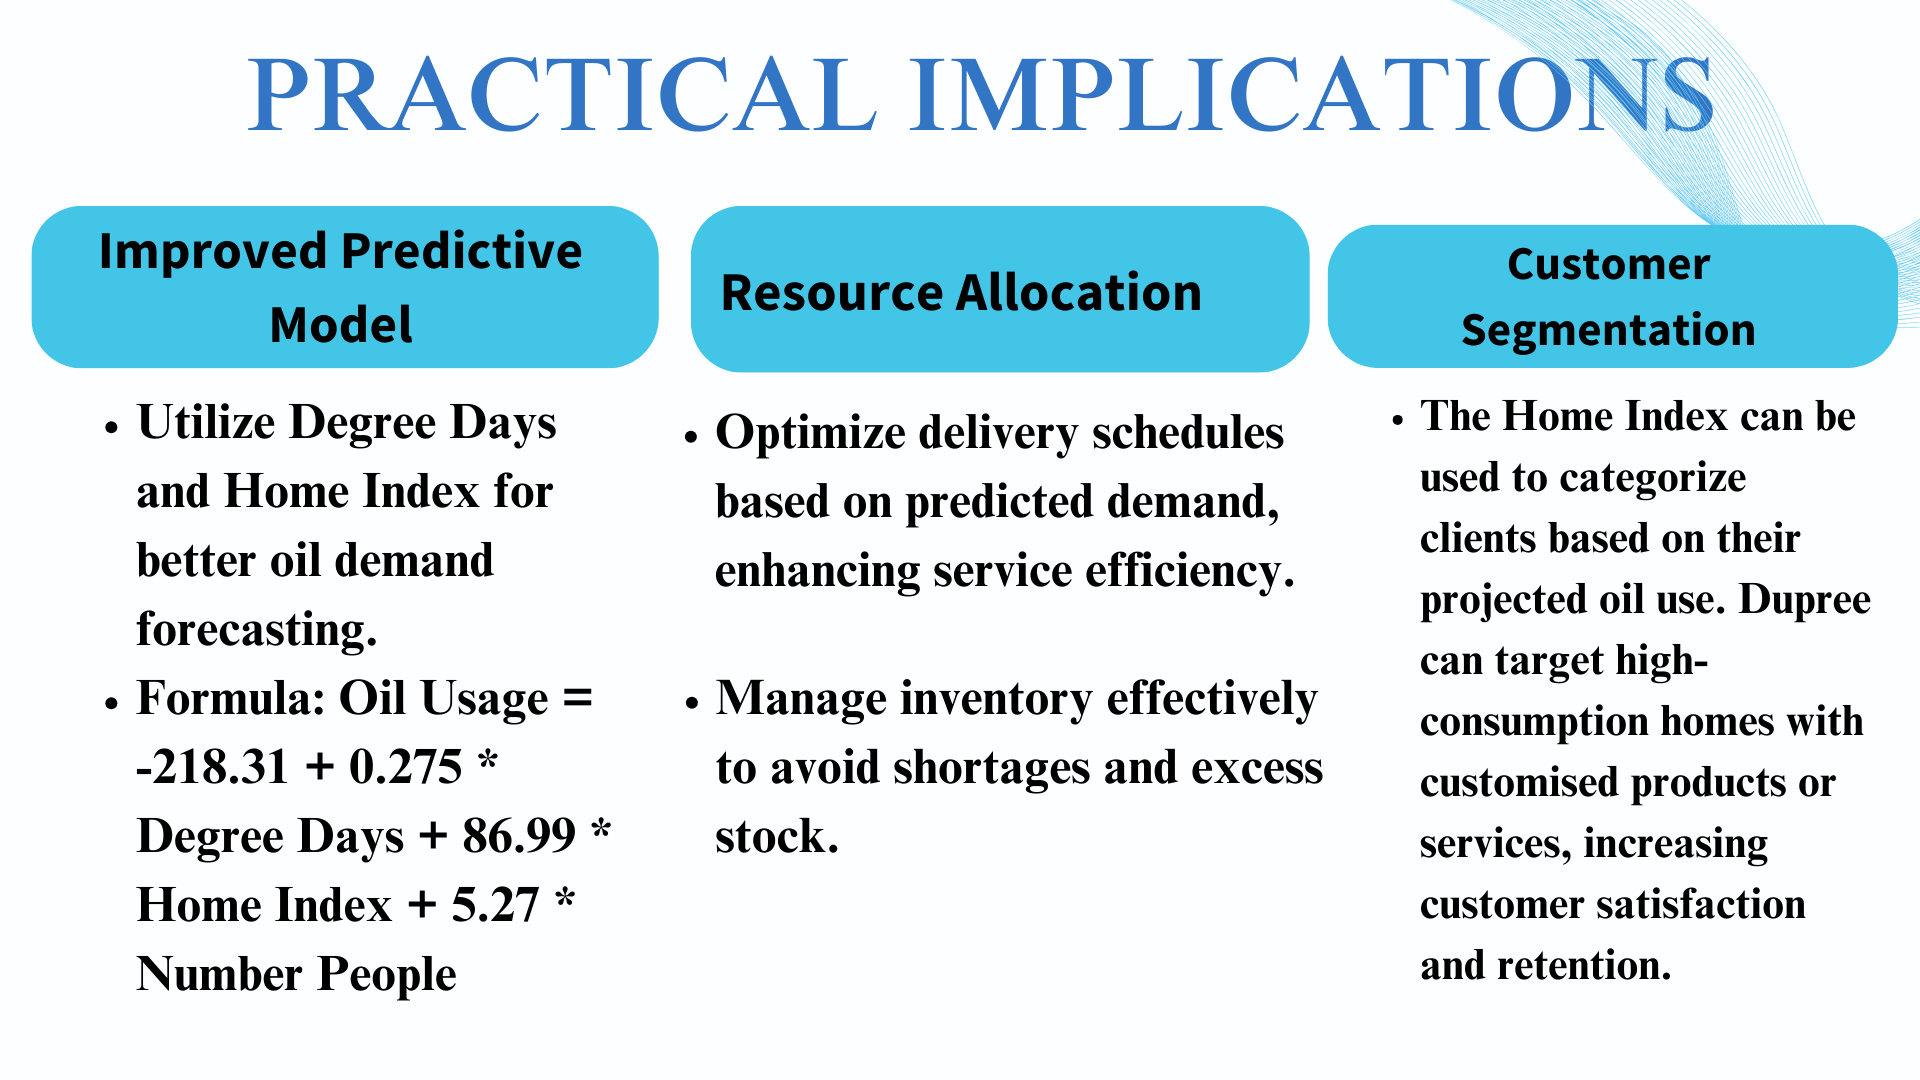 PRACTICAL IMPLICATIONS
Improved Predictive
Model
• Utilize Degree Days
and Home Index for
better oil demand
forecasting.
• Formula: Oil Usage =
-218.31 + 0.275 *
Degree Days + 86.99 *
Home Index + 5.27 *
Number People
Resource Allocation
• Optimize delivery schedules
based on predicted demand,
enhancing service efficiency.
• Manage inventory effectively
to avoid shortages and excess
stock.
Customer
Segmentation
• The Home Index can be
used to categorize
clients based on their
projected oil use. Dupree
can target high-
consumption homes with
customised products or
services, increasing
customer satisfaction
and retention.